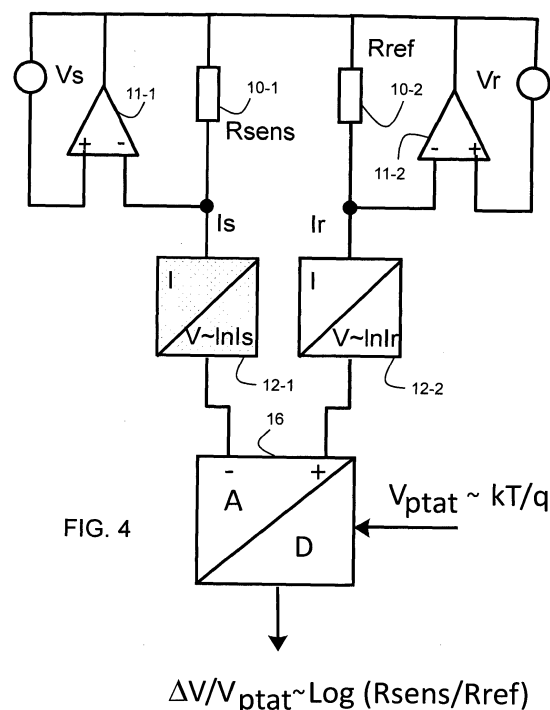 Vs
11-1
+
-
10-1
Rsens
Rref
10-2
Vr
11-2
-
+
Is
Ir
I
V~lnIs
12-1
I
V~lnIr
12-2
16
-
+
A
D
Vptat ~ kT/q
FIG. 4
ΔV/Vptat~Log (Rsens/Rref)